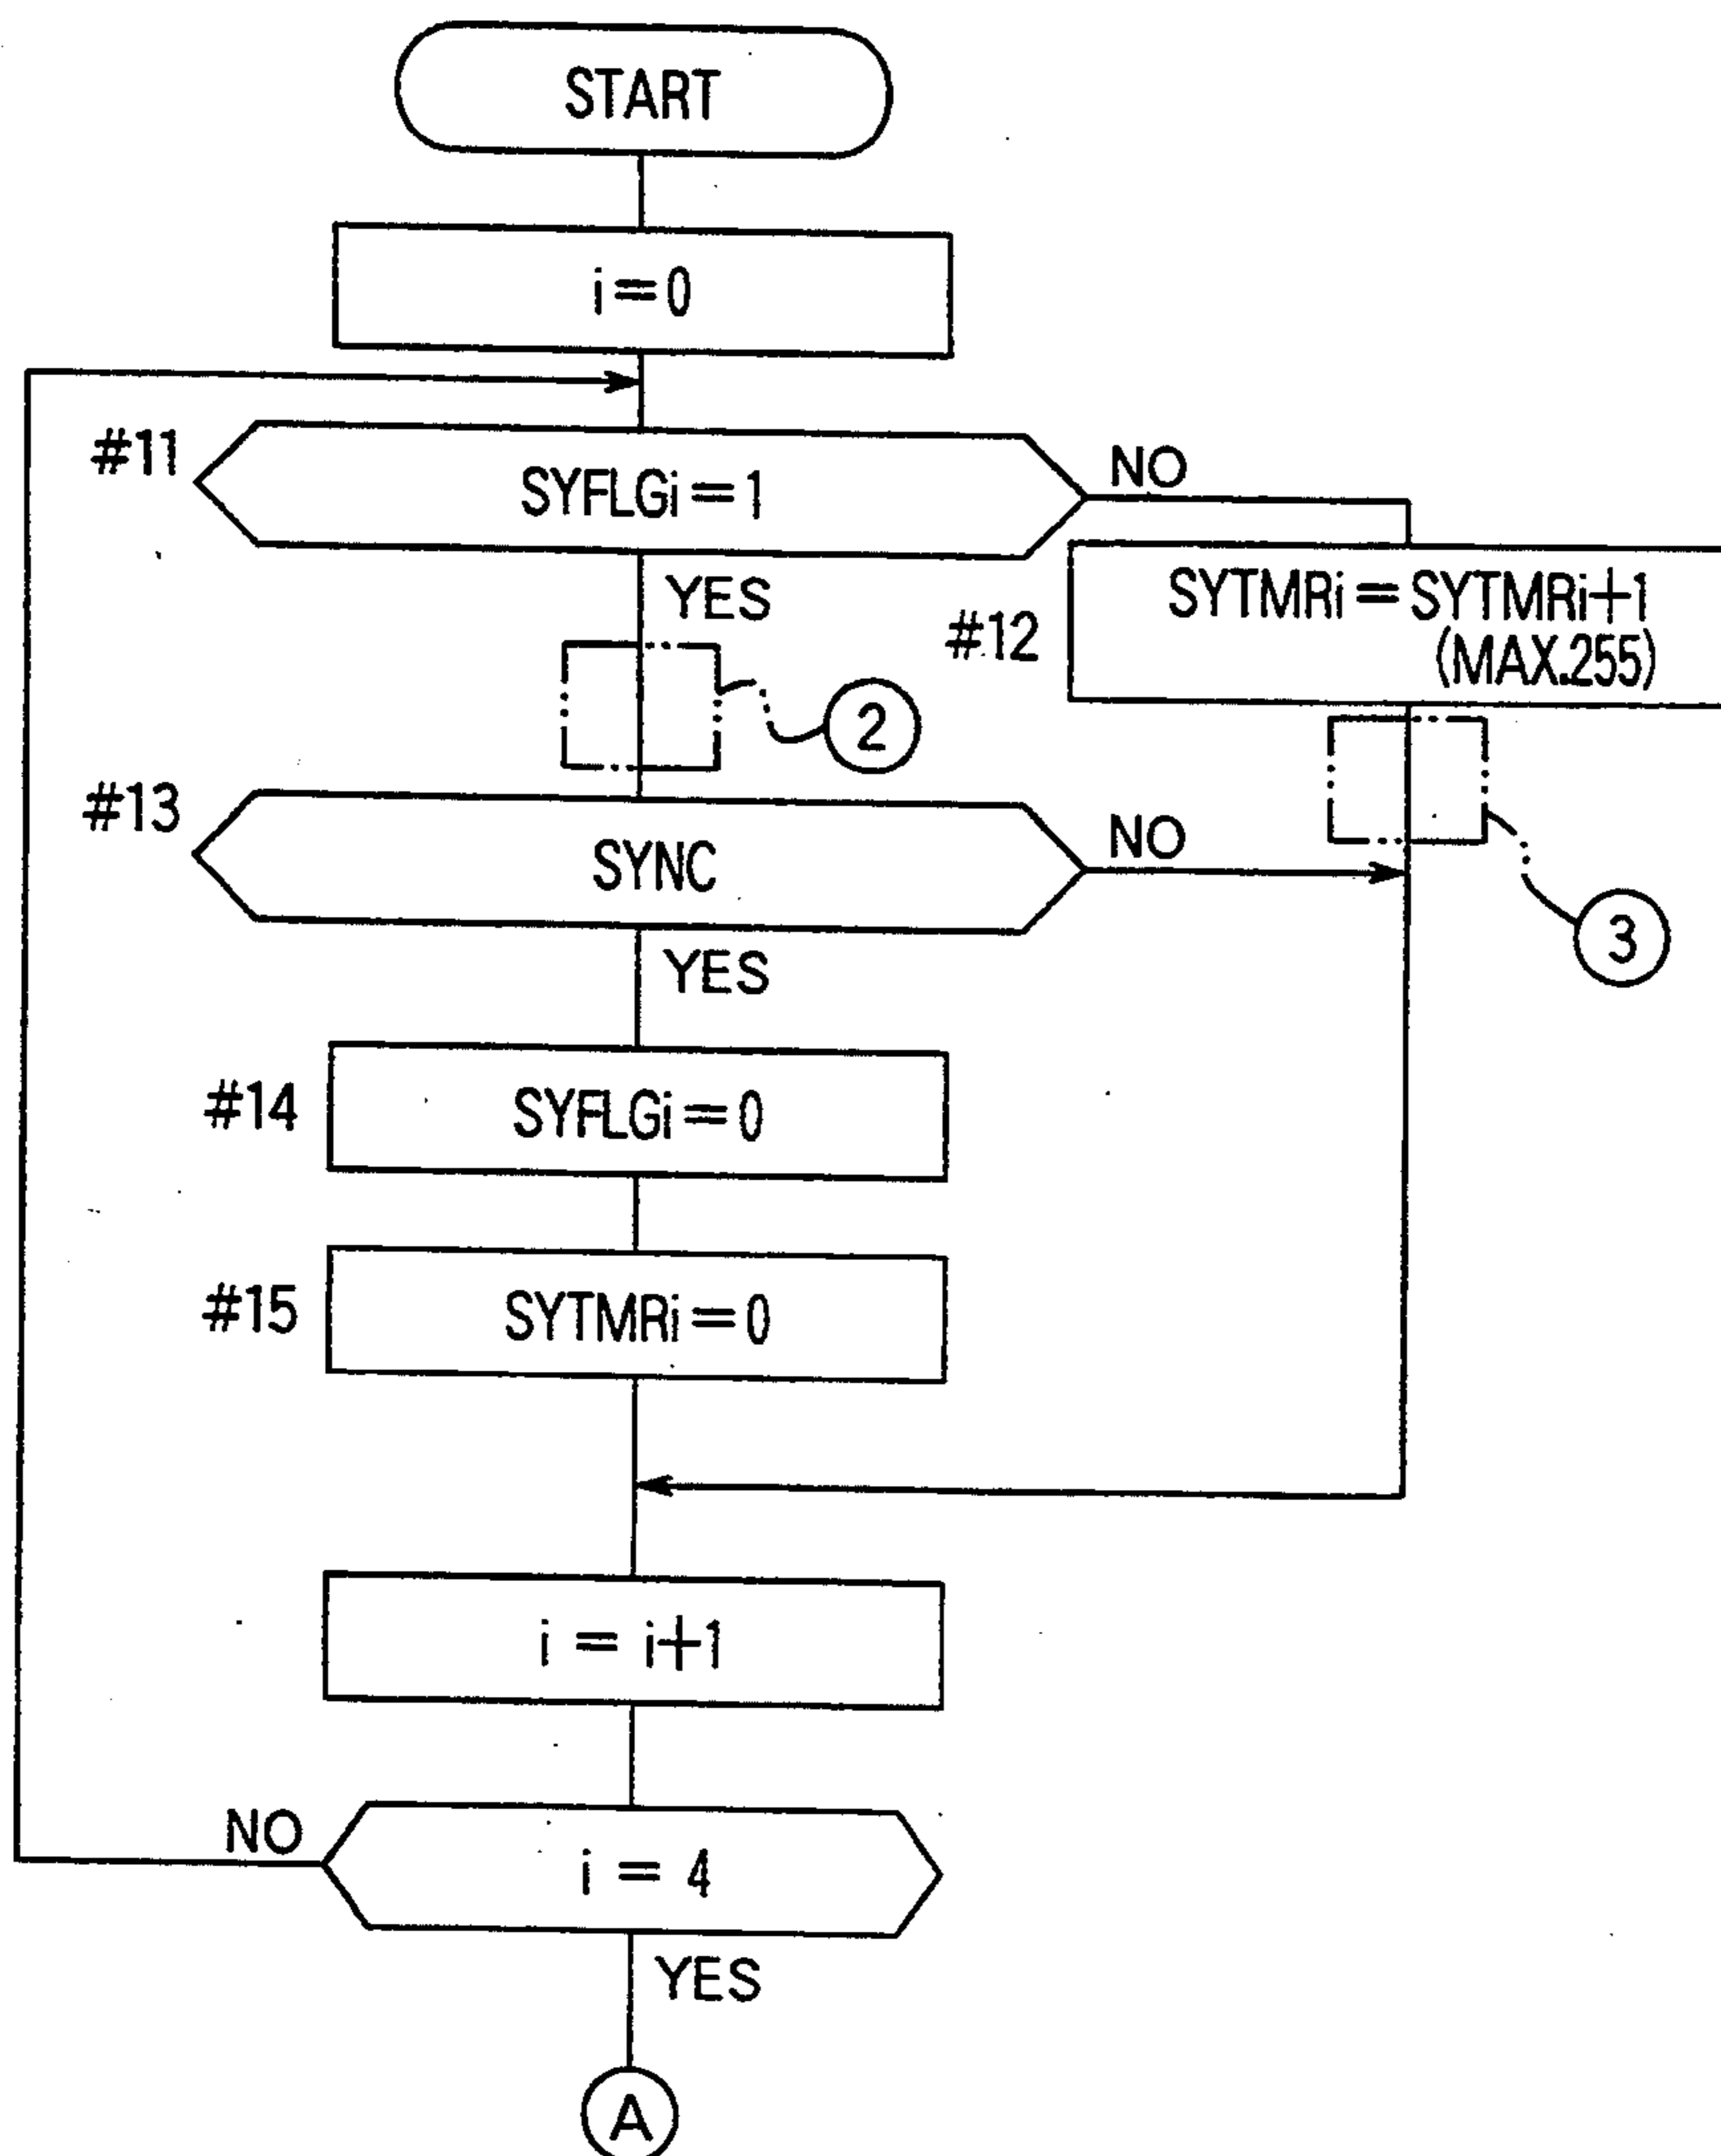 START
i=0
#11
SYFLGi=1
NO
YES
#12
SYTMRi=SYTMRi+1
(MAX.255)
2
#13
SYNC
NO
3
YES
#14
SYFLGi=0
#15
SYTMRi=0
i = i+1
NO
i = 4
YES
A